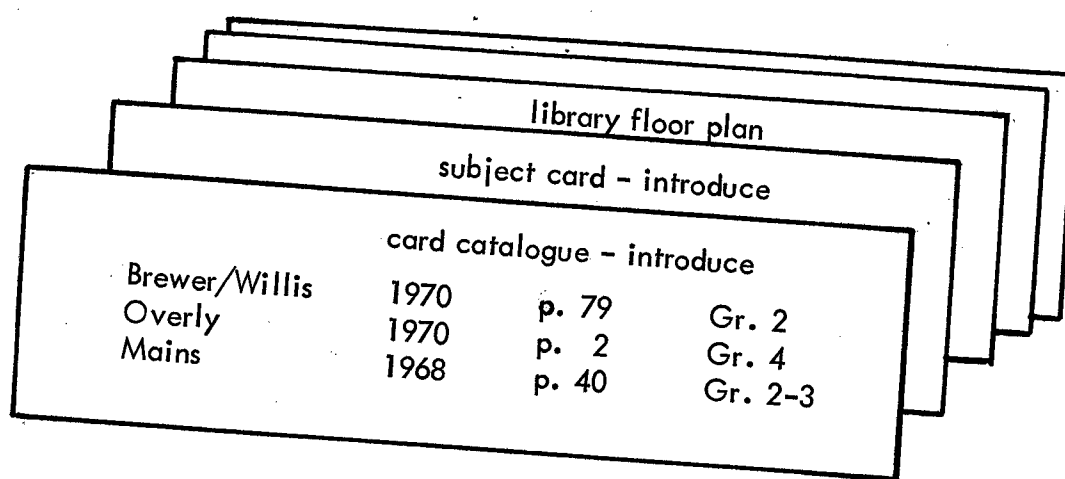 library floor plan
subject card - introduce
card catalogue - introduce
Brewer/Willis 1970 p. 79 Gr. 2
Overly 1970 p. 2 Gr. 4
Mains 1968 p. 40 Gr. 2-3